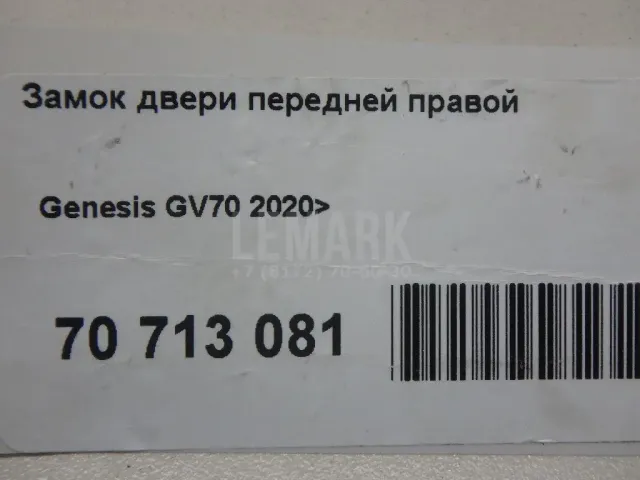 Замок двери передней правой
Genesis GV70 2020>
LEMARK
70 713 081